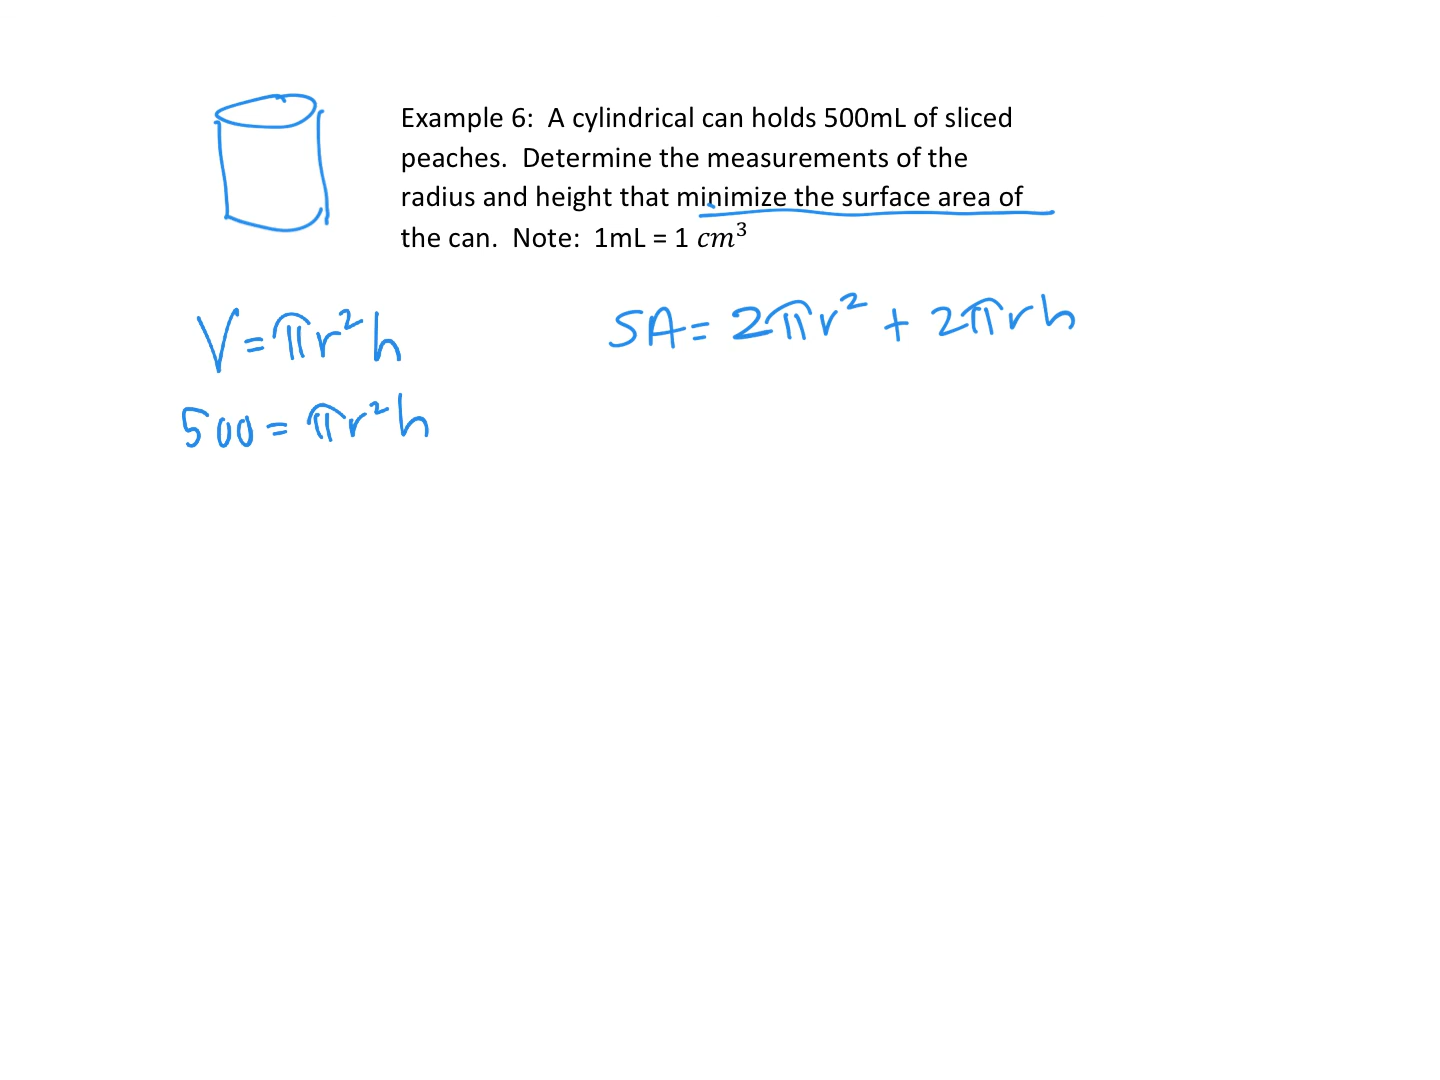 Example 6: A cylindrical can holds 500mL of sliced
peaches. Determine the measurements of the
radius and height that minimize the surface area of
the can. Note: 1mL = 1 cm³
V = πr²h
SA = 2πr² + 2πrh
500 = πr²h